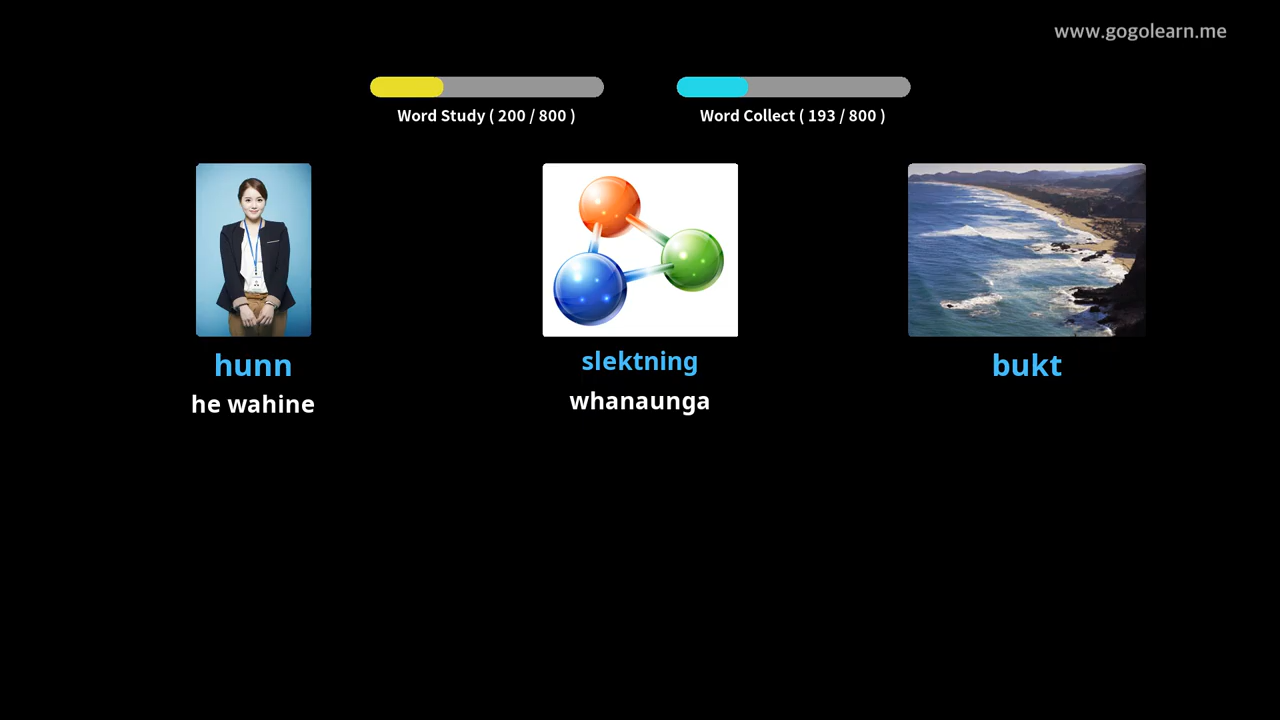 www.gogolearn.me
Word Study ( 200 / 800 )
Word Collect ( 193 / 800 )
hunn
he wahine
slektning
whanaunga
bukt